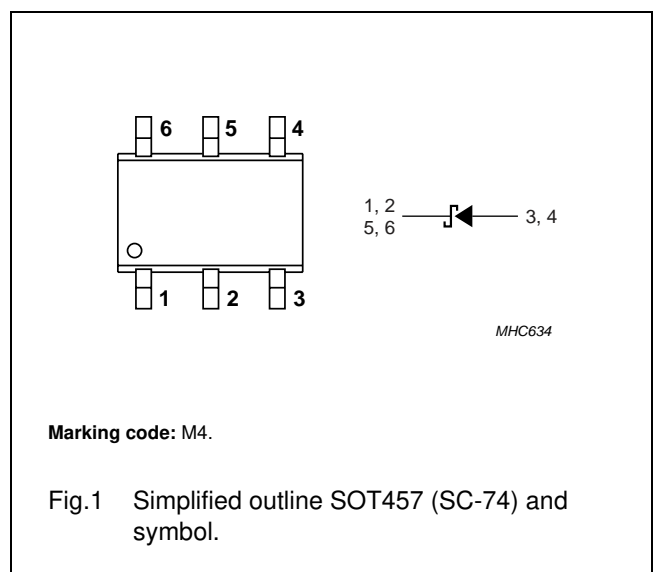 6 5 4
1, 2
5, 6
3, 4
1 2 3
MHC634
Marking code: M4.
Fig.1 Simplified outline SOT457 (SC-74) and
symbol.